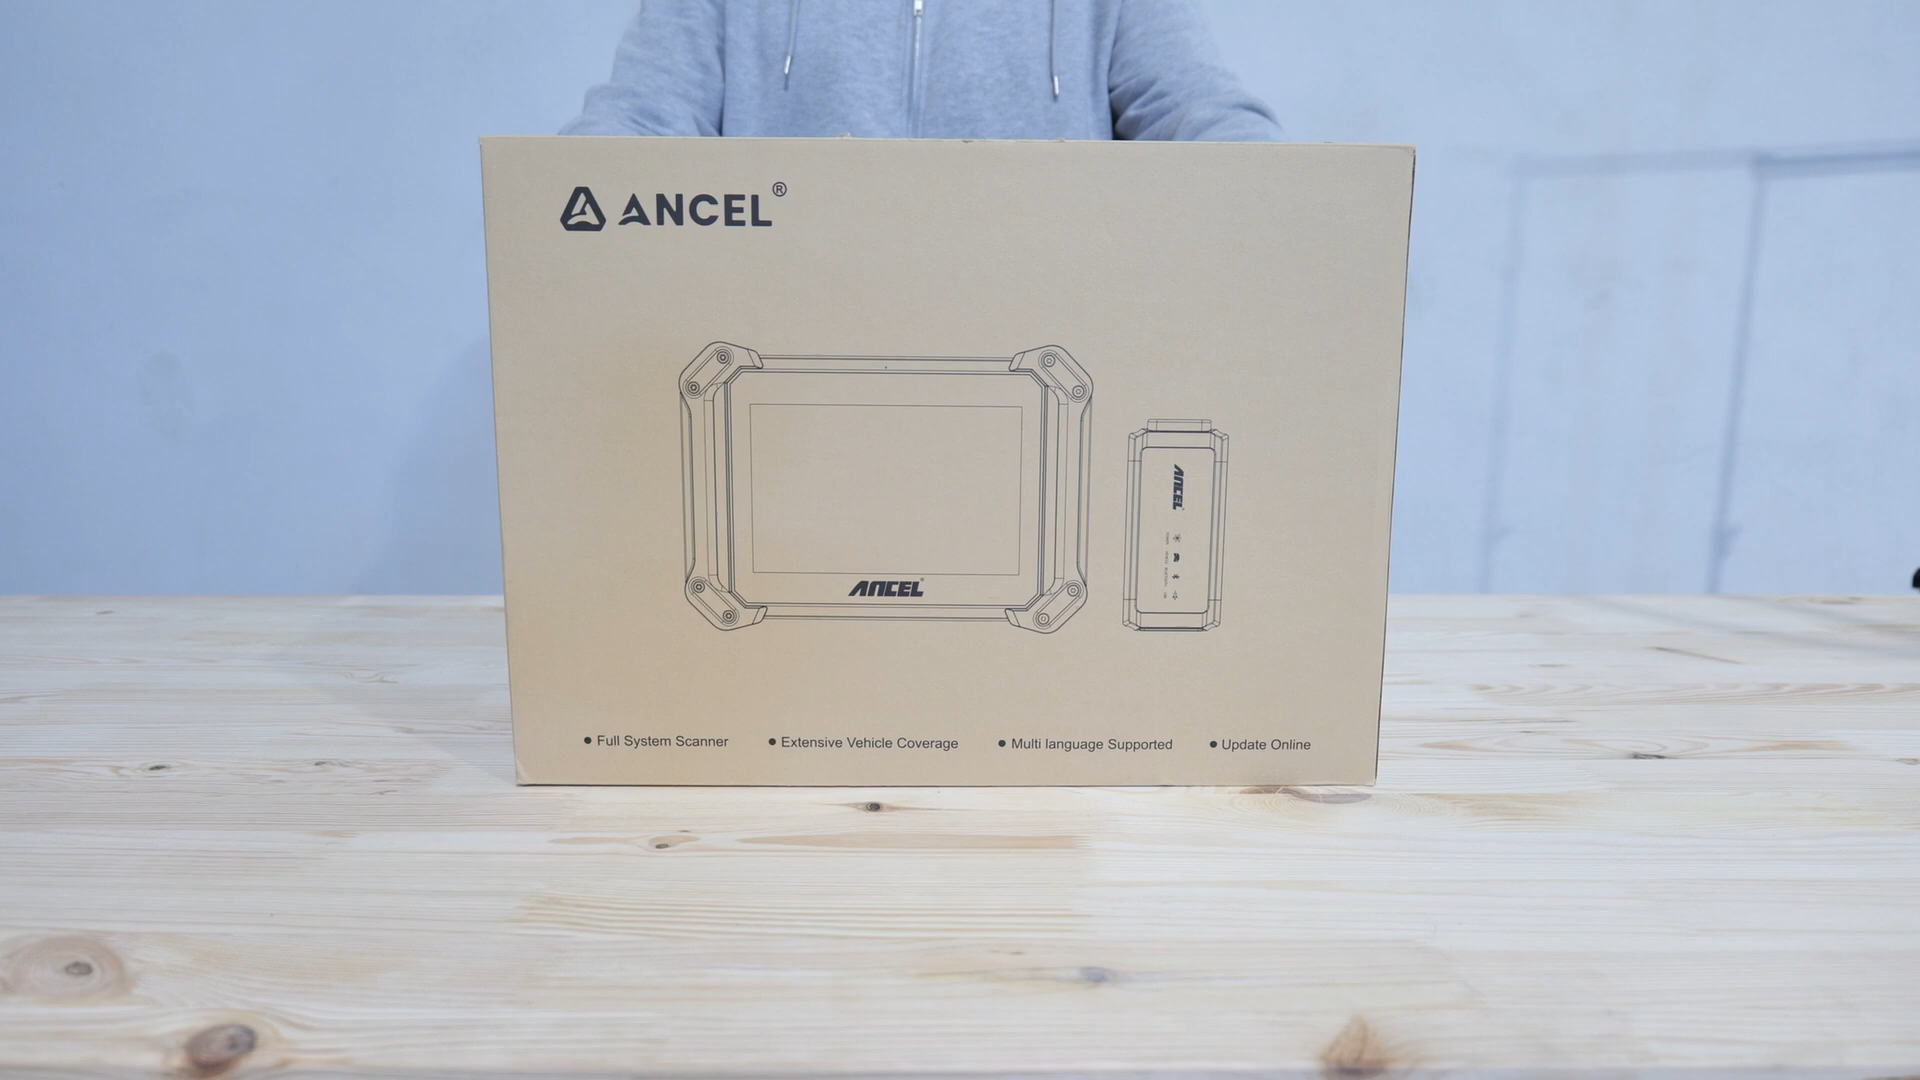 ANCEL®
ANCEL
ANCEL
• Full System Scanner • Extensive Vehicle Coverage • Multi language Supported • Update Online